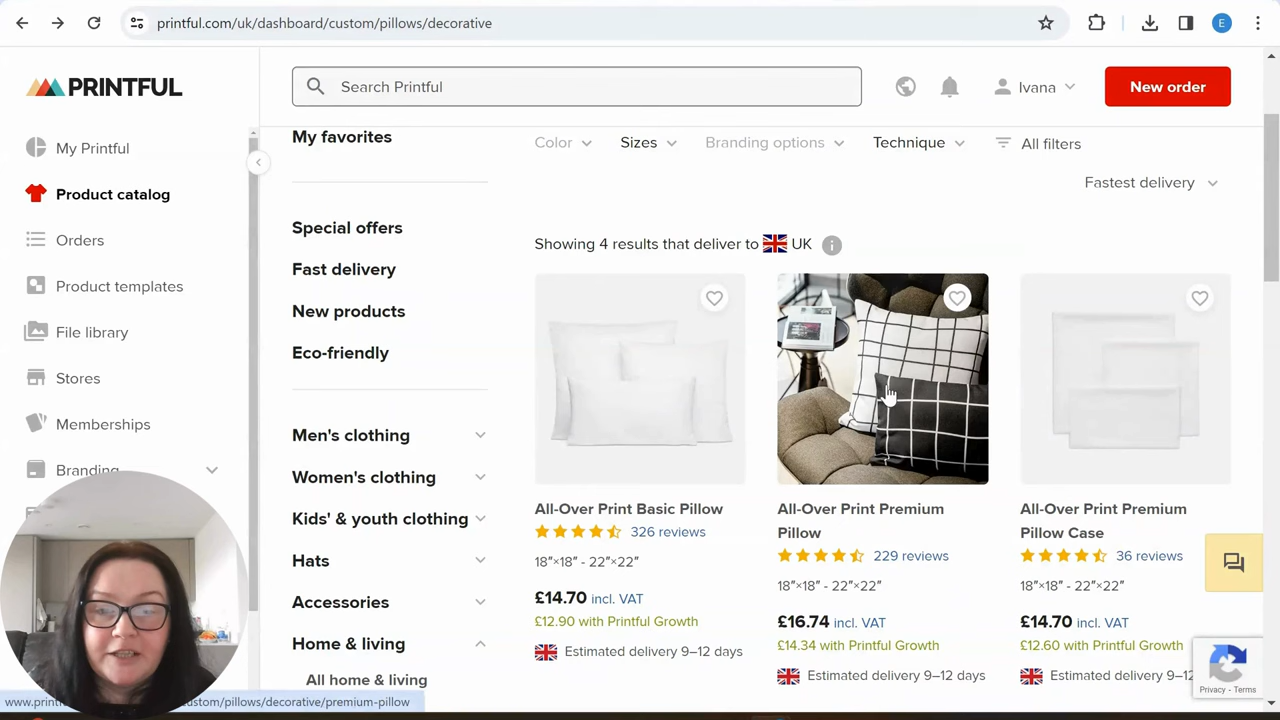 printful.com/uk/dashboard/custom/pillows/decorative
E
PRINTFUL
Search Printful
Ivana
New order
My Printful
Product catalog
Orders
Product templates
File library
Stores
Memberships
Branding
My favorites
Special offers
Fast delivery
New products
Eco-friendly
Men's clothing
Women's clothing
Kids' & youth clothing
Hats
Accessories
Home & living
All home & living
Color
Sizes
Branding options
Technique
All filters
Fastest delivery
Showing 4 results that deliver to UK
All-Over Print Basic Pillow
326 reviews
18″×18″ - 22″×22″
£14.70 incl. VAT
£12.90 with Printful Growth
Estimated delivery 9–12 days
All-Over Print Premium
Pillow
229 reviews
18″×18″ - 22″×22″
£16.74 incl. VAT
£14.34 with Printful Growth
Estimated delivery 9–12 days
All-Over Print Premium
Pillow Case
36 reviews
18″×18″ - 22″×22″
£14.70 incl. VAT
£12.60 with Printful Growth
Estimated delivery 9–12
Privacy - Terms